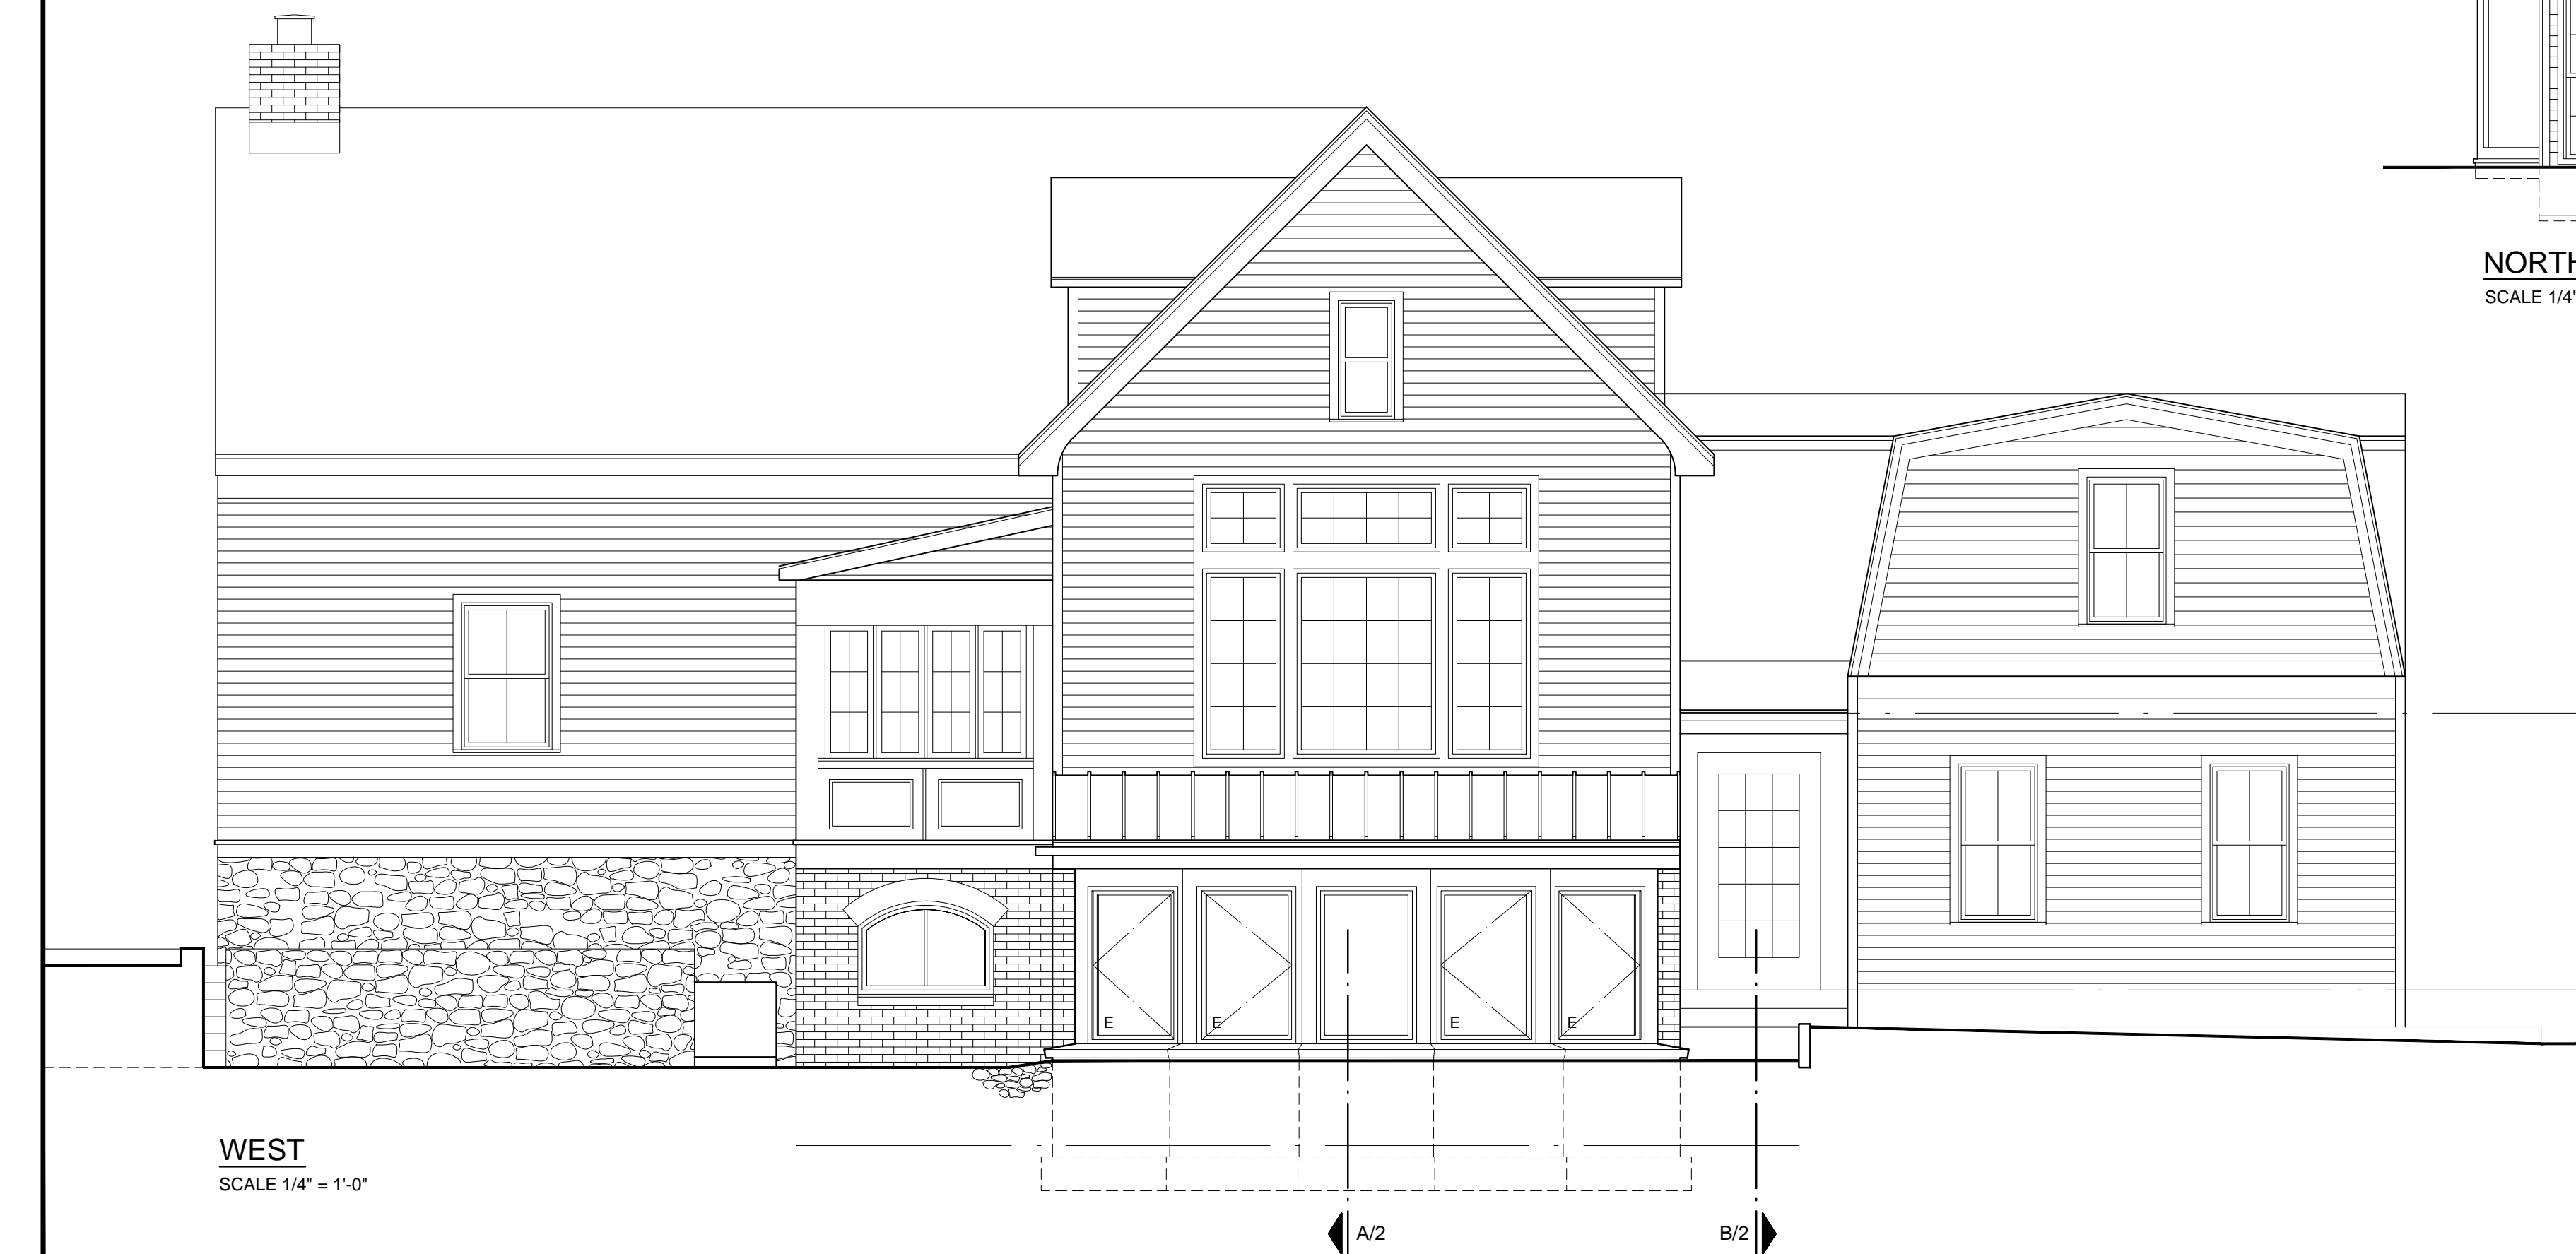 NORTH
SCALE 1/4"
E
E
E
E
WEST
SCALE 1/4" = 1'-0"
A/2
B/2